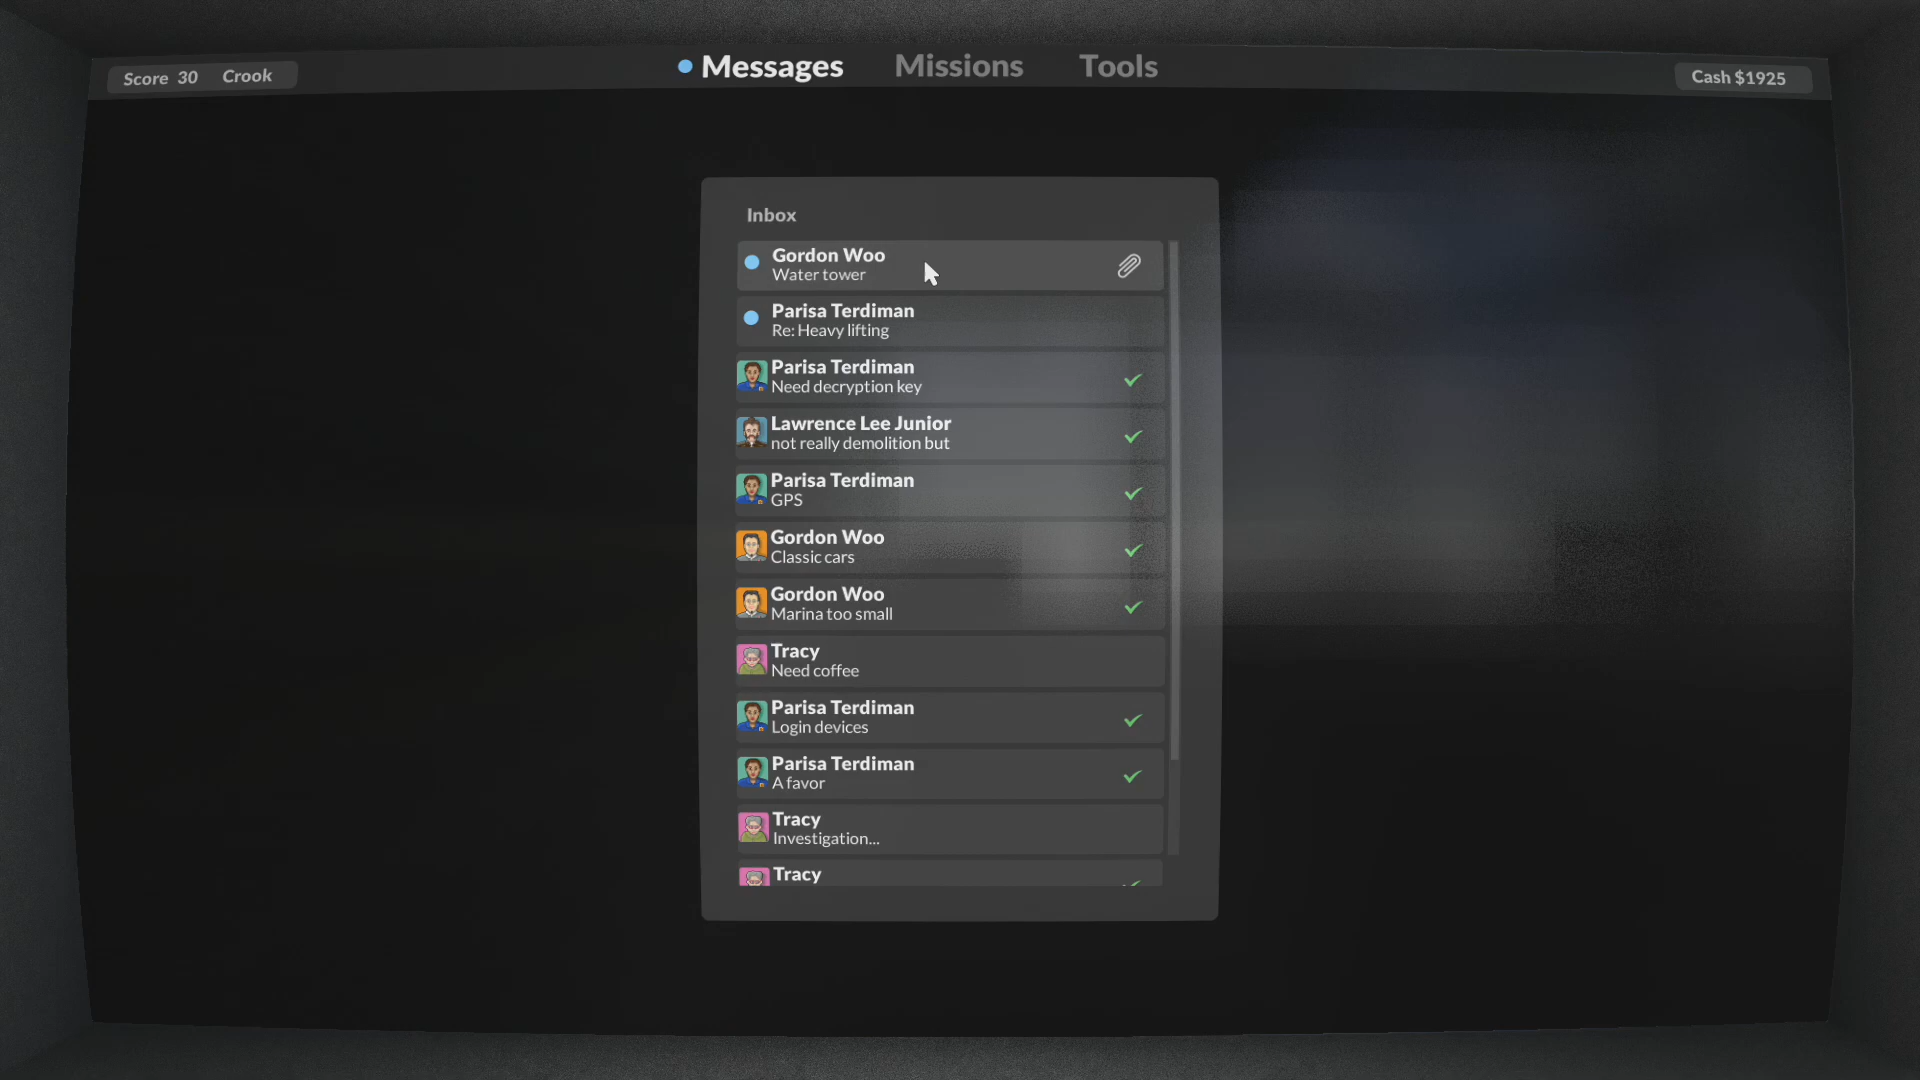 Score 30 Crook
Messages Missions Tools
Cash $1925
Inbox
Gordon Woo
Water tower
Parisa Terdiman
Re: Heavy lifting
Parisa Terdiman
Need decryption key
Lawrence Lee Junior
not really demolition but
Parisa Terdiman
GPS
Gordon Woo
Classic cars
Gordon Woo
Marina too small
Tracy
Need coffee
Parisa Terdiman
Login devices
Parisa Terdiman
A favor
Tracy
Investigation...
Tracy